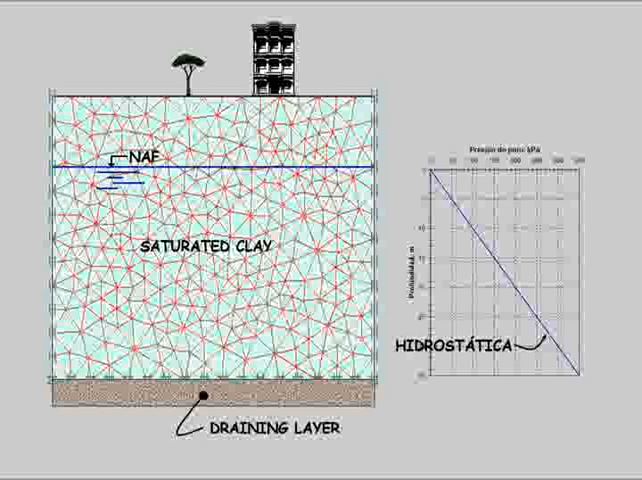 NAF
SATURATED CLAY
DRAINING LAYER
Presión de poro, kPa
Profundidad, m
HIDROSTÁTICA